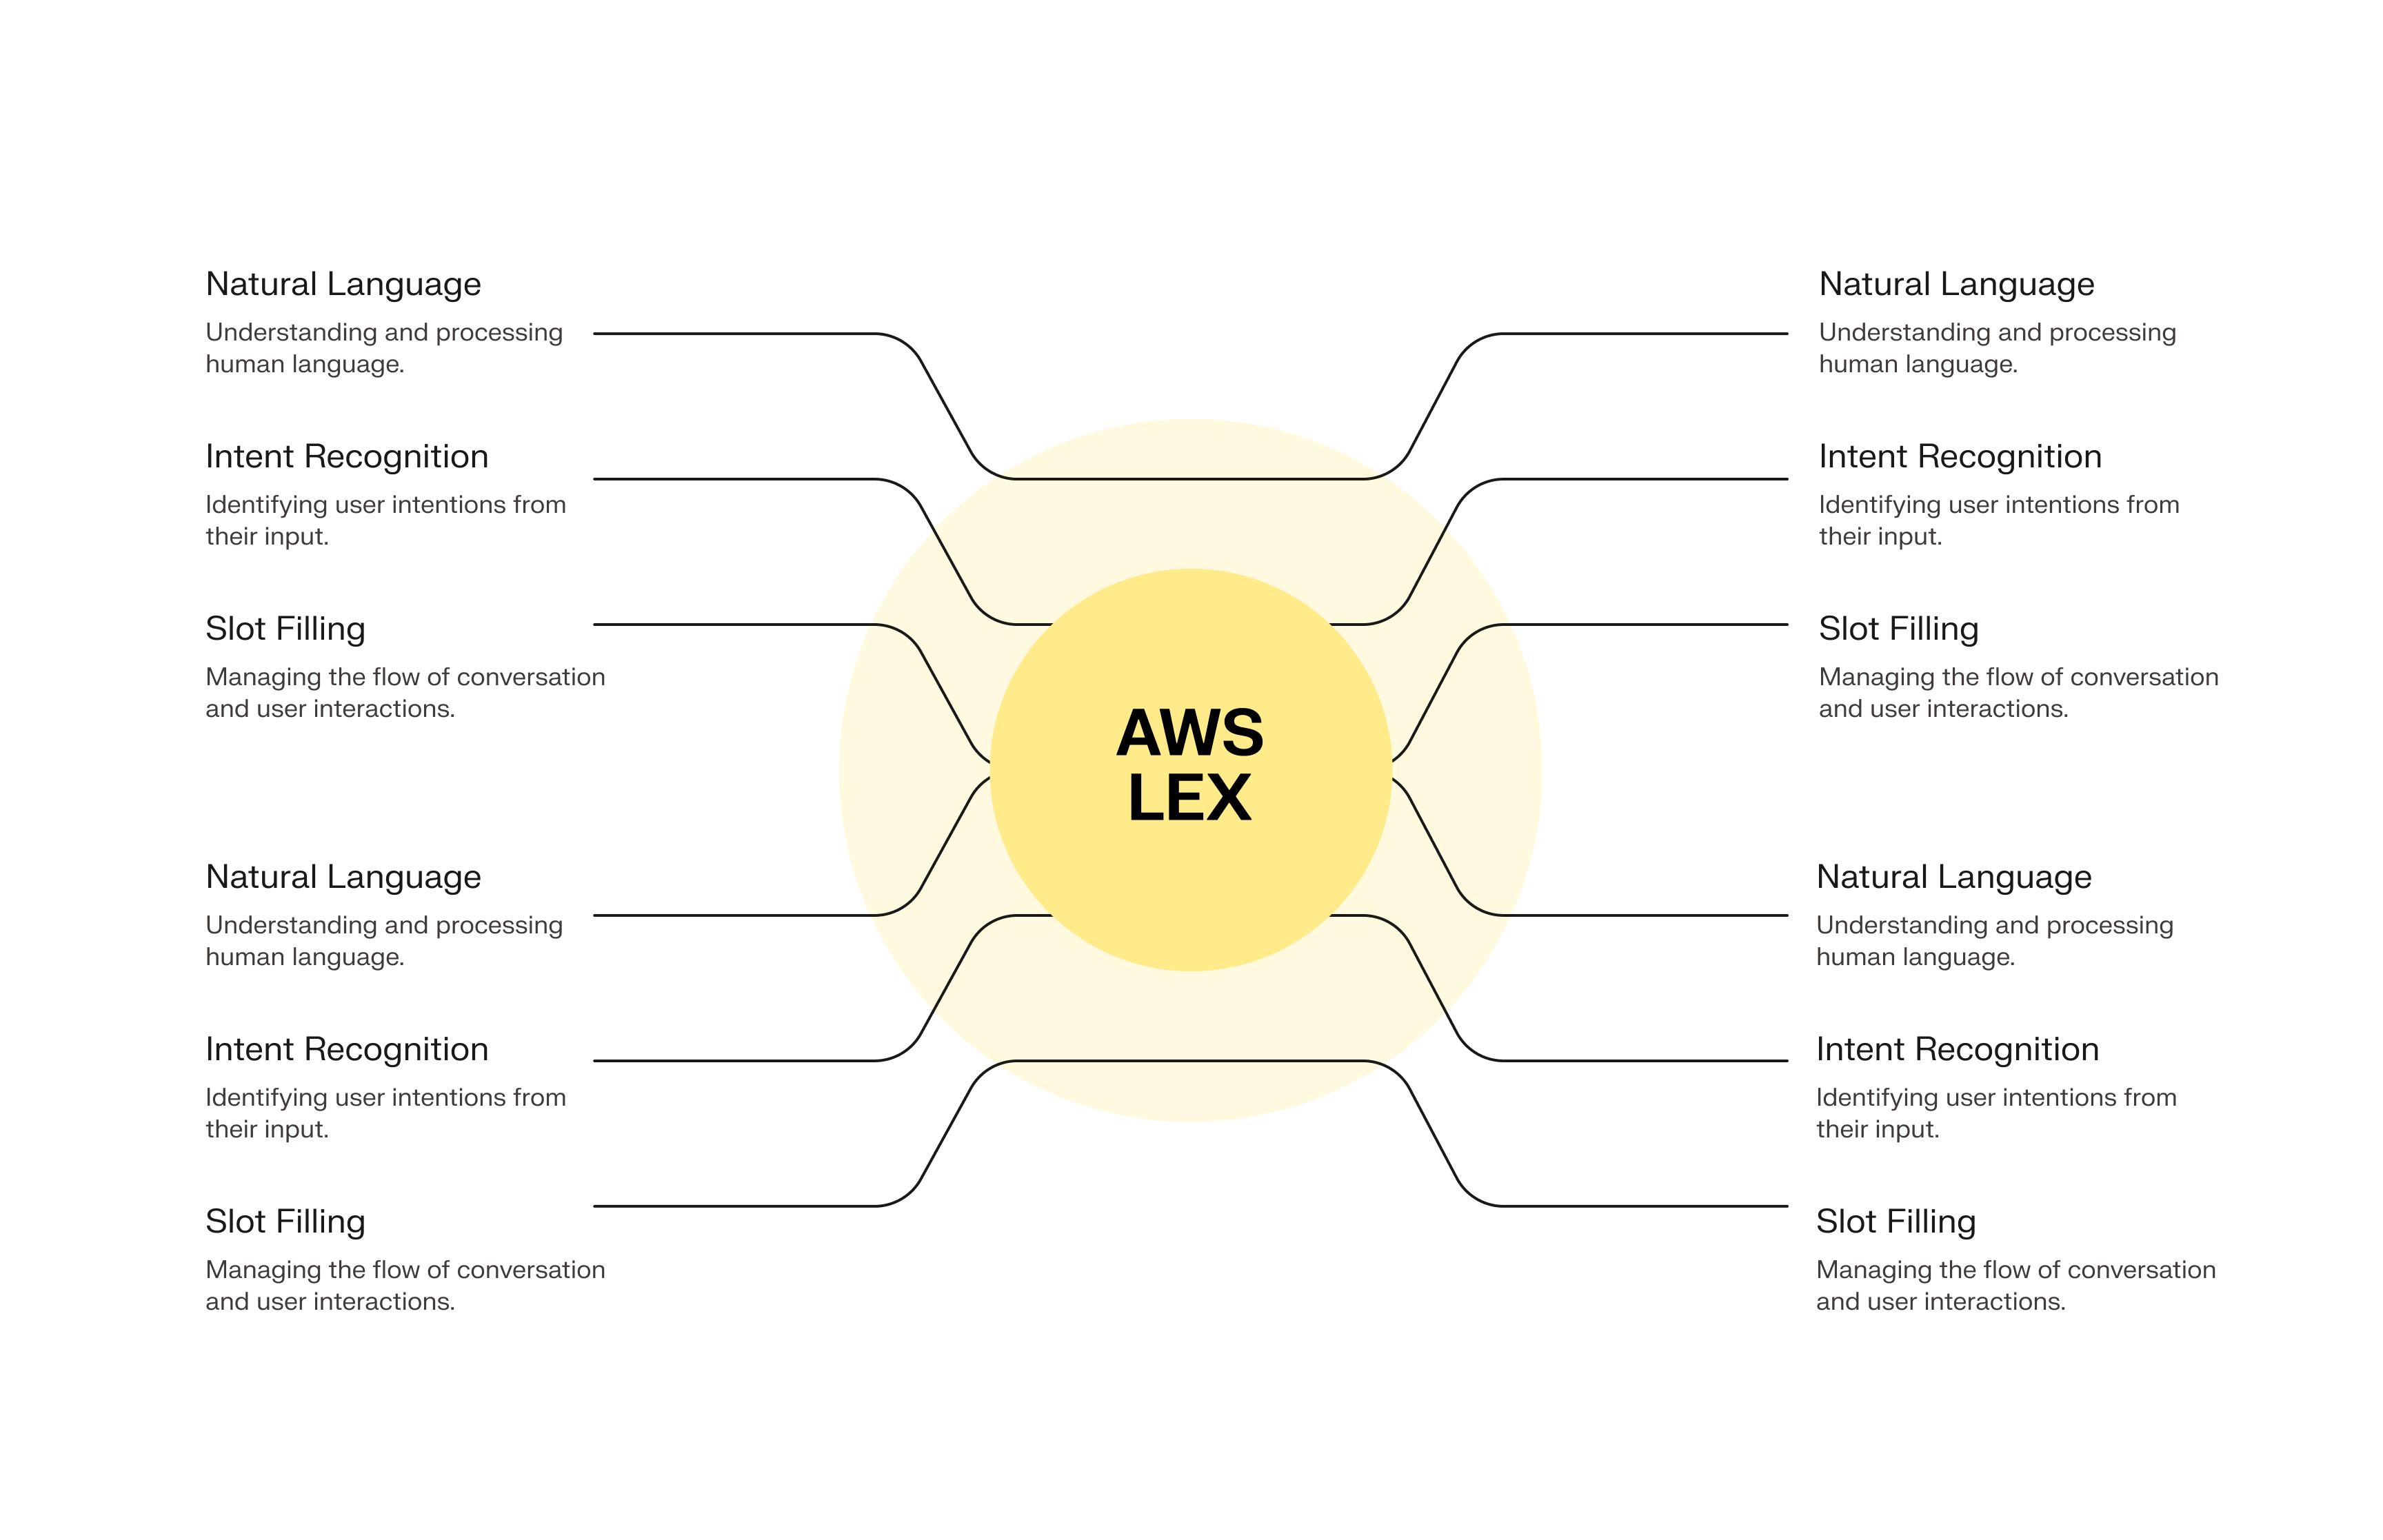 Natural Language
Understanding and processing
human language.
Intent Recognition
Identifying user intentions from
their input.
Slot Filling
Managing the flow of conversation
and user interactions.
Natural Language
Understanding and processing
human language.
Intent Recognition
Identifying user intentions from
their input.
Slot Filling
Managing the flow of conversation
and user interactions.
AWS
LEX
Natural Language
Understanding and processing
human language.
Intent Recognition
Identifying user intentions from
their input.
Slot Filling
Managing the flow of conversation
and user interactions.
Natural Language
Understanding and processing
human language.
Intent Recognition
Identifying user intentions from
their input.
Slot Filling
Managing the flow of conversation
and user interactions.